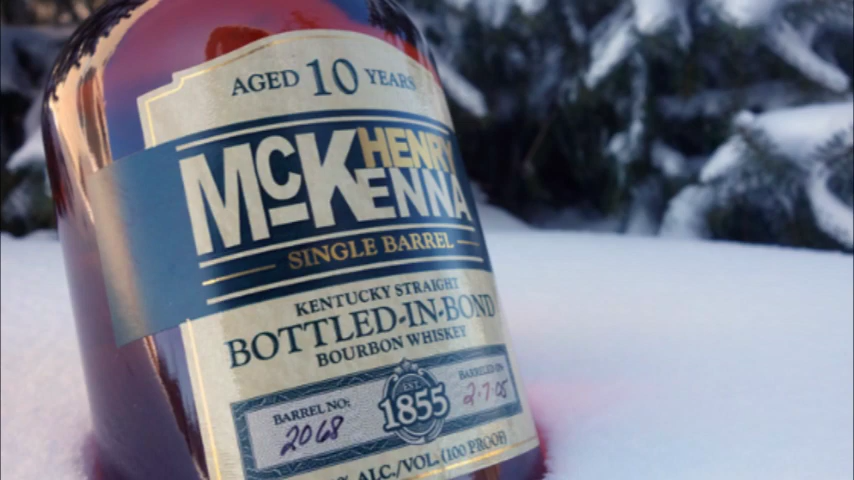 AGED 10 YEARS
HENRY
McKENNA
SINGLE BARREL
KENTUCKY STRAIGHT
BOTTLED-IN-BOND
BOURBON WHISKEY
BARREL NO:
2068
EST.
1855
BARRELED ON
2-7-05
% ALC./VOL. (100 PROOF)